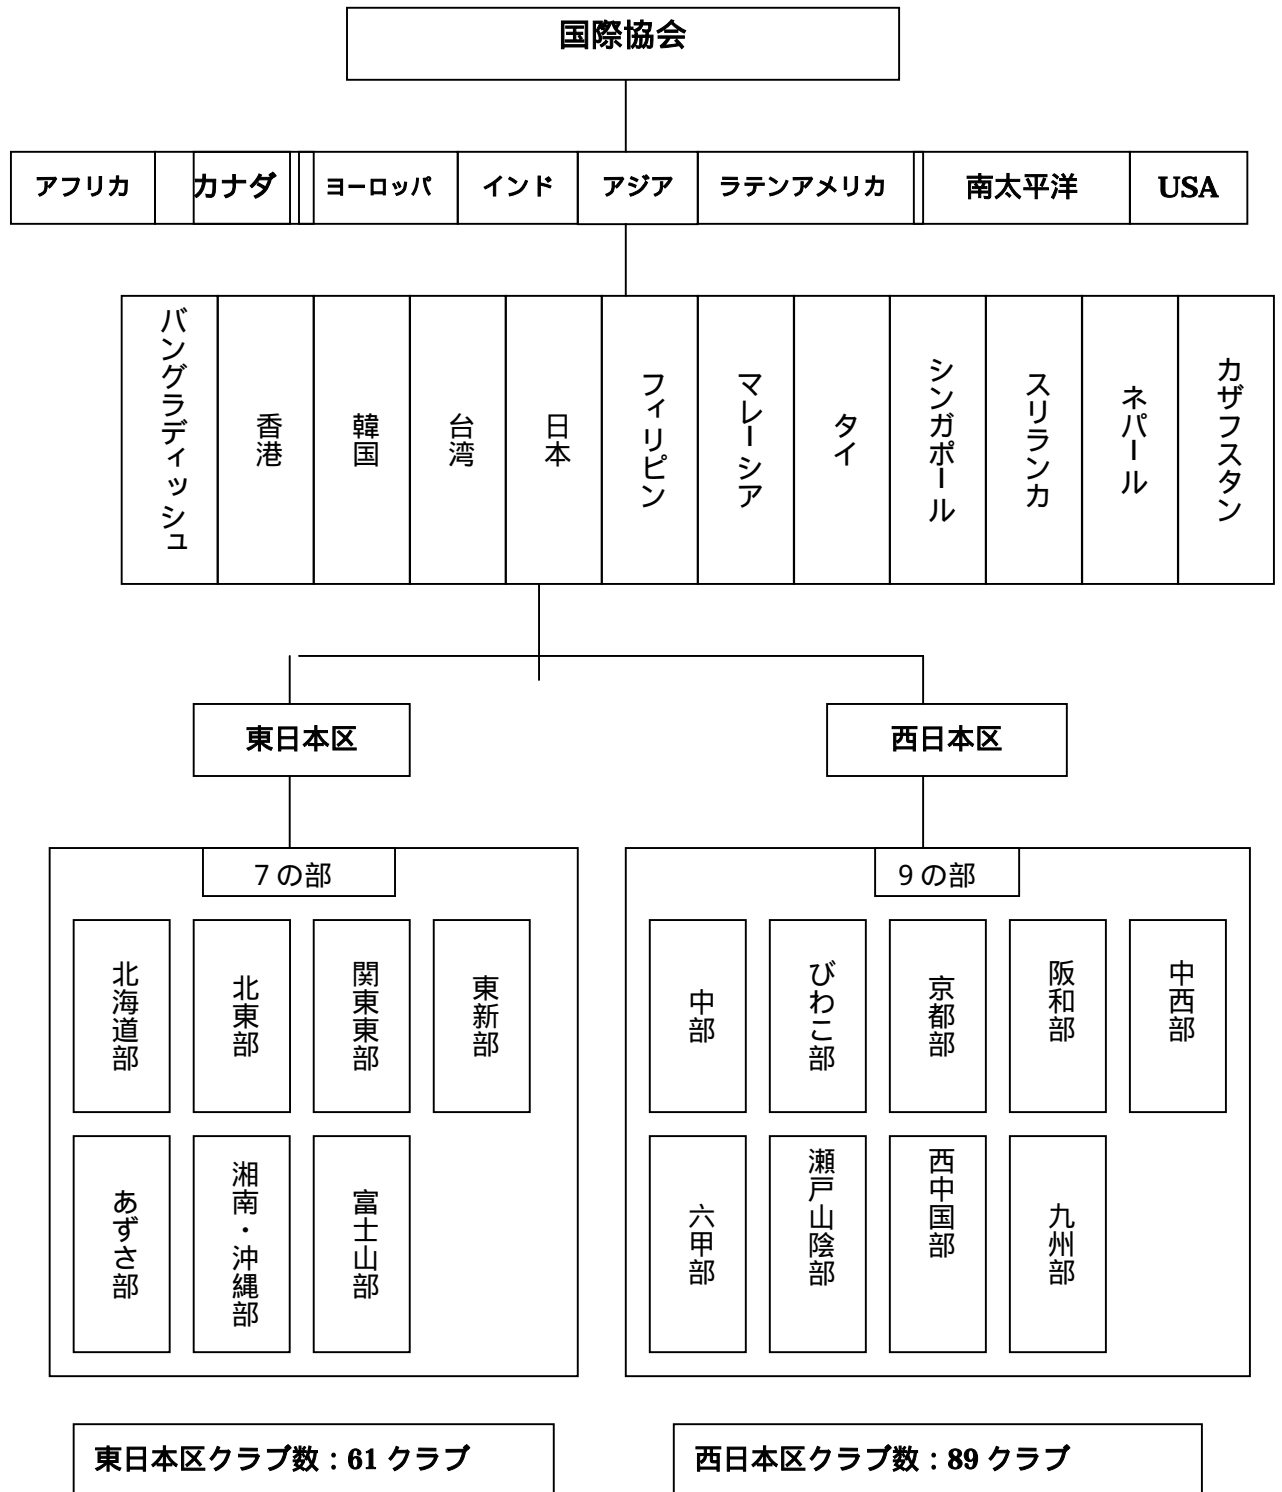 国際協会
アフリカ
カナダ
ヨーロッパ
インド
アジア
ラテンアメリカ
南太平洋
USA
バングラディッシュ
香港
韓国
台湾
日本
フィリピン
マレーシア
タイ
シンガポール
スリランカ
ネパール
カザフスタン
東日本区
西日本区
7の部
9の部
北海道部
北東部
関東東部
東新部
あずさ部
湘南・沖縄部
富士山部
中部
びわこ部
京都部
阪和部
中西部
六甲部
瀬戸山陰部
西中国部
九州部
東日本区クラブ数：61 クラブ
西日本区クラブ数：89 クラブ